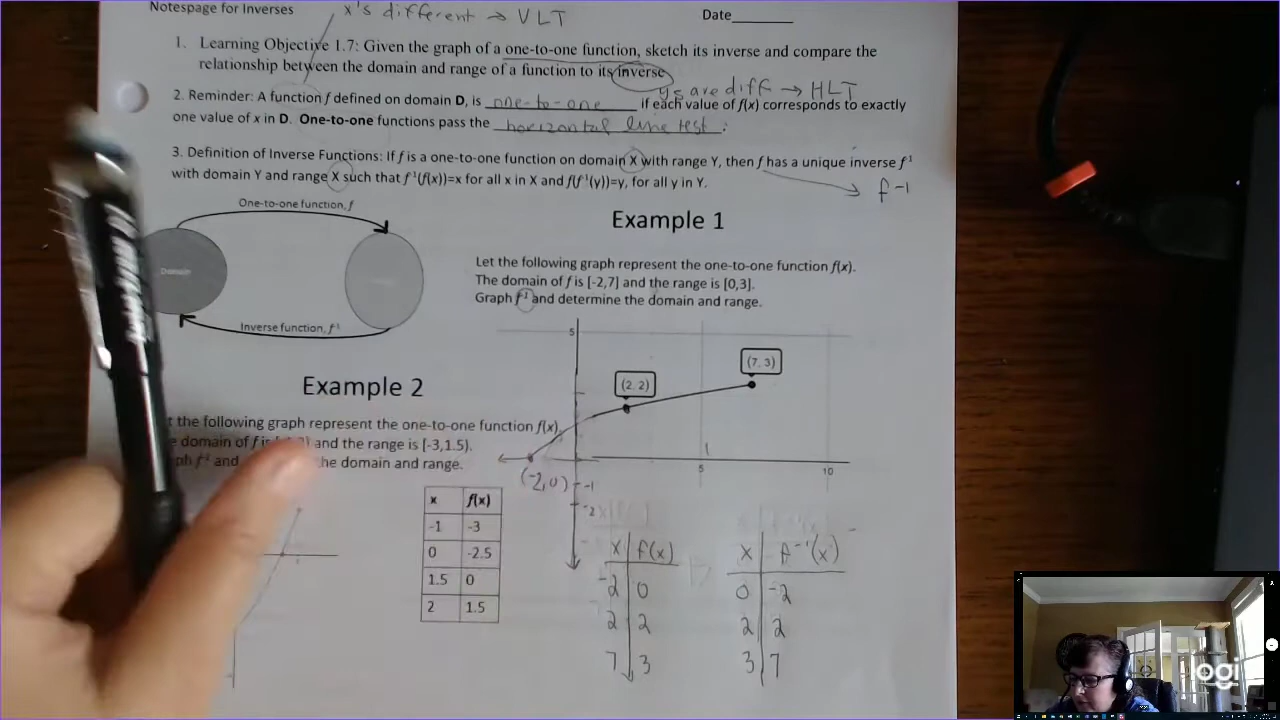 Notespage for Inverses
x's different → VLT
Date________
1. Learning Objective 1.7: Given the graph of a one-to-one function, sketch its inverse and compare the
relationship between the domain and range of a function to its inverse
y's are diff → HLT
2. Reminder: A function f defined on domain D, is one-to-one if each value of f(x) corresponds to exactly
one value of x in D. One-to-one functions pass the horizontal line test.
3. Definition of Inverse Functions: If f is a one-to-one function on domain X with range Y, then f has a unique inverse f⁻¹
with domain Y and range X such that f⁻¹(f(x))=x for all x in X and f(f⁻¹(y))=y, for all y in Y.
→ f⁻¹
One-to-one function, f
Domain
Inverse function, f⁻¹
Example 1
Let the following graph represent the one-to-one function f(x).
The domain of f is [-2,7] and the range is [0,3].
Graph f⁻¹ and determine the domain and range.
5
(2, 2)
(7, 3)
5
10
(-2,0)
-1
-2
x f(x)
-2 0
2 2
7 3
x f⁻¹(x)
0 -2
2 2
3 7
Example 2
t the following graph represent the one-to-one function f(x).
domain of f is and the range is [-3,1.5).
and the domain and range.
x f(x)
-1 -3
0 -2.5
1.5 0
2 1.5
ogi